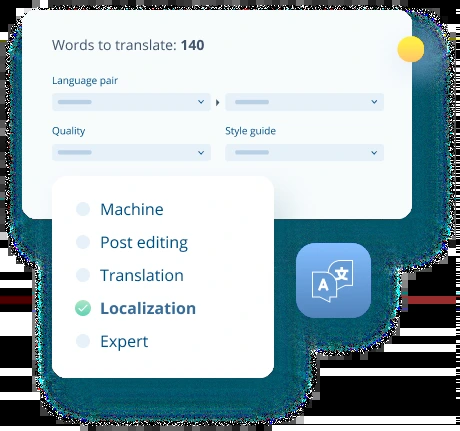 Words to translate: 140
Language pair
Quality
Style guide
Machine
Post editing
Translation
Localization
Expert
A
文